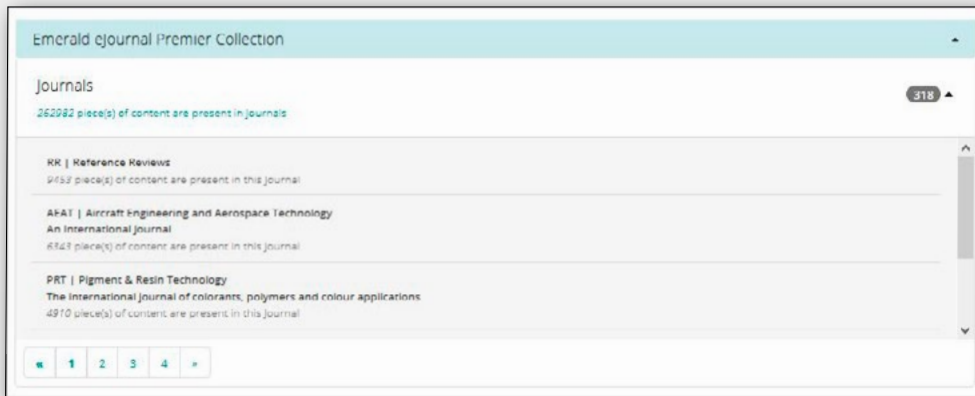 Emerald eJournal Premier Collection
Journals
318
262982 piece(s) of content are present in Journals
RR | Reference Reviews
9453 piece(s) of content are present in this Journal
AEAT | Aircraft Engineering and Aerospace Technology
An International Journal
6343 piece(s) of content are present in this Journal
PRT | Pigment & Resin Technology
The international journal of colorants, polymers and colour applications
4910 piece(s) of content are present in this Journal
« 1 2 3 4 »